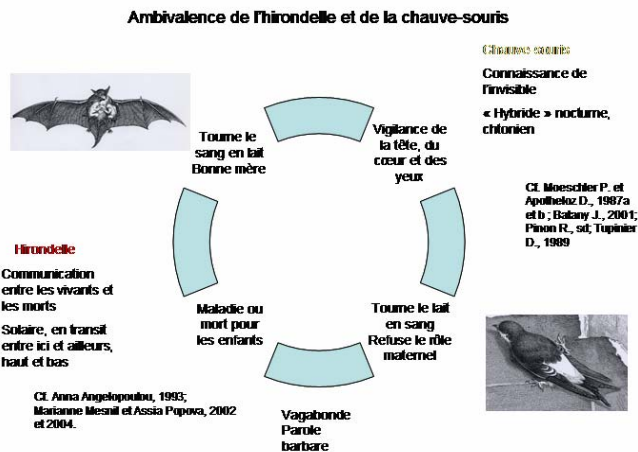 Ambivalence de l'hirondelle et de la chauve-souris
Chauve souris
Connaissance de
l'invisible
« Hybride » nocturne,
chtonien
Tourne le
sang en lait
Bonne mère
Vigilance de
la tête, du
cœur et des
yeux
Cf. Moeschler P. et
Apotheloz D., 1987a
et b ; Batany J., 2001;
Pinon R., sd; Tupinier
D., 1989
Hirondelle
Communication
entre les vivants et
les morts
Solaire, en transit
entre ici et ailleurs,
haut et bas
Maladie ou
mort pour
les enfants
Tourne le lait
en sang
Refuse le rôle
maternel
Cf. Anna Angelopoulou, 1993;
Marianne Mesnil et Assia Popova, 2002
et 2004.
Vagabonde
Parole
barbare